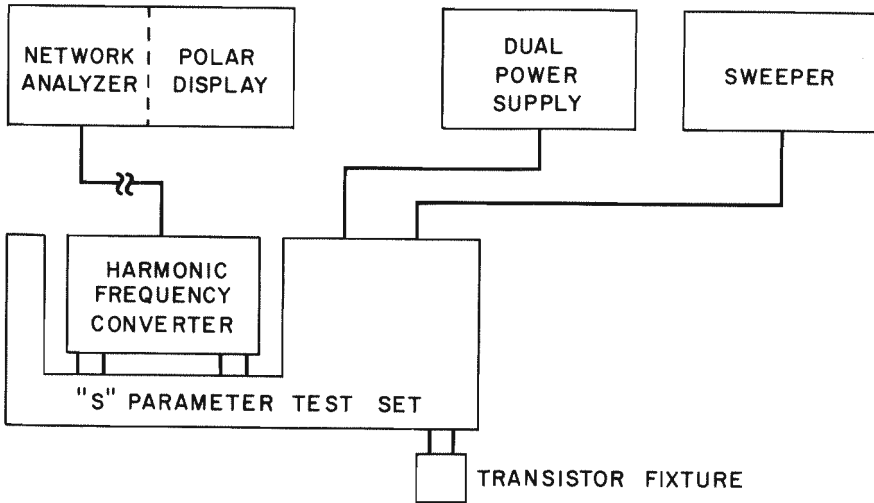 NETWORK
ANALYZER
POLAR
DISPLAY
DUAL
POWER
SUPPLY
SWEEPER
HARMONIC
FREQUENCY
CONVERTER
"S" PARAMETER TEST SET
TRANSISTOR FIXTURE